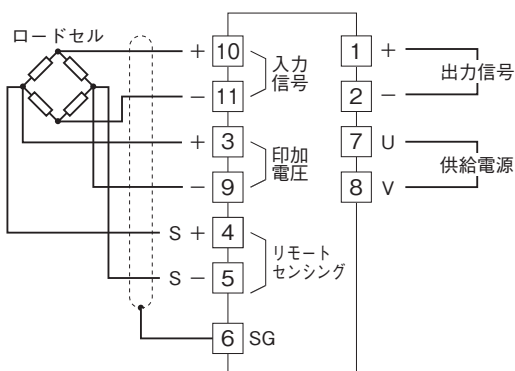 ロードセル
+ 10
- 11
入力
信号
+ 3
- 9
印加
電圧
S + 4
S - 5
リモート
センシング
6 SG
1 +
2 -
出力信号
7 U
8 V
供給電源